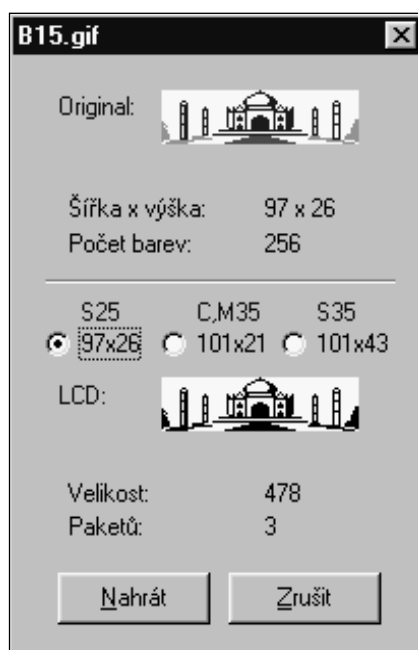 B15.gif
Original:
Šířka x výška: 97 x 26
Počet barev: 256
S25 C,M35 S35
97x26 101x21 101x43
LCD:
Velikost: 478
Paketů: 3
Nahrát Zrušit